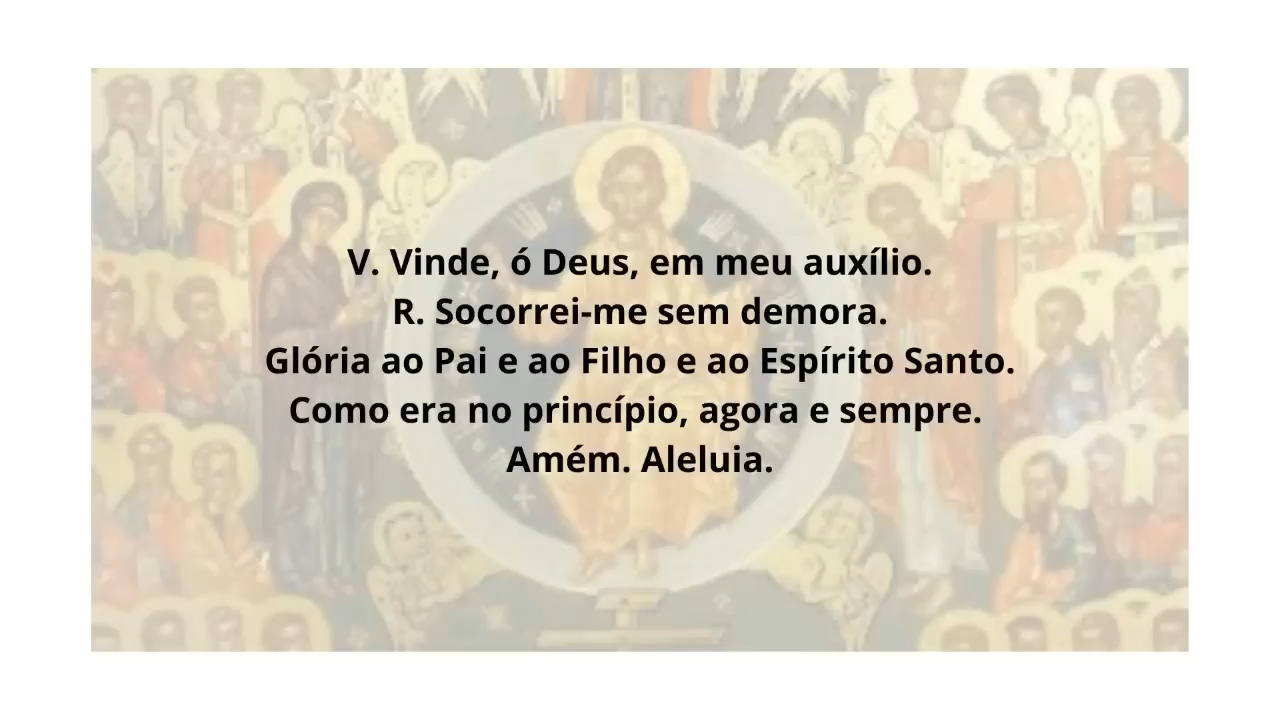 V. Vinde, ó Deus, em meu auxílio.
R. Socorrei-me sem demora.
Glória ao Pai e ao Filho e ao Espírito Santo.
Como era no princípio, agora e sempre.
Amém. Aleluia.